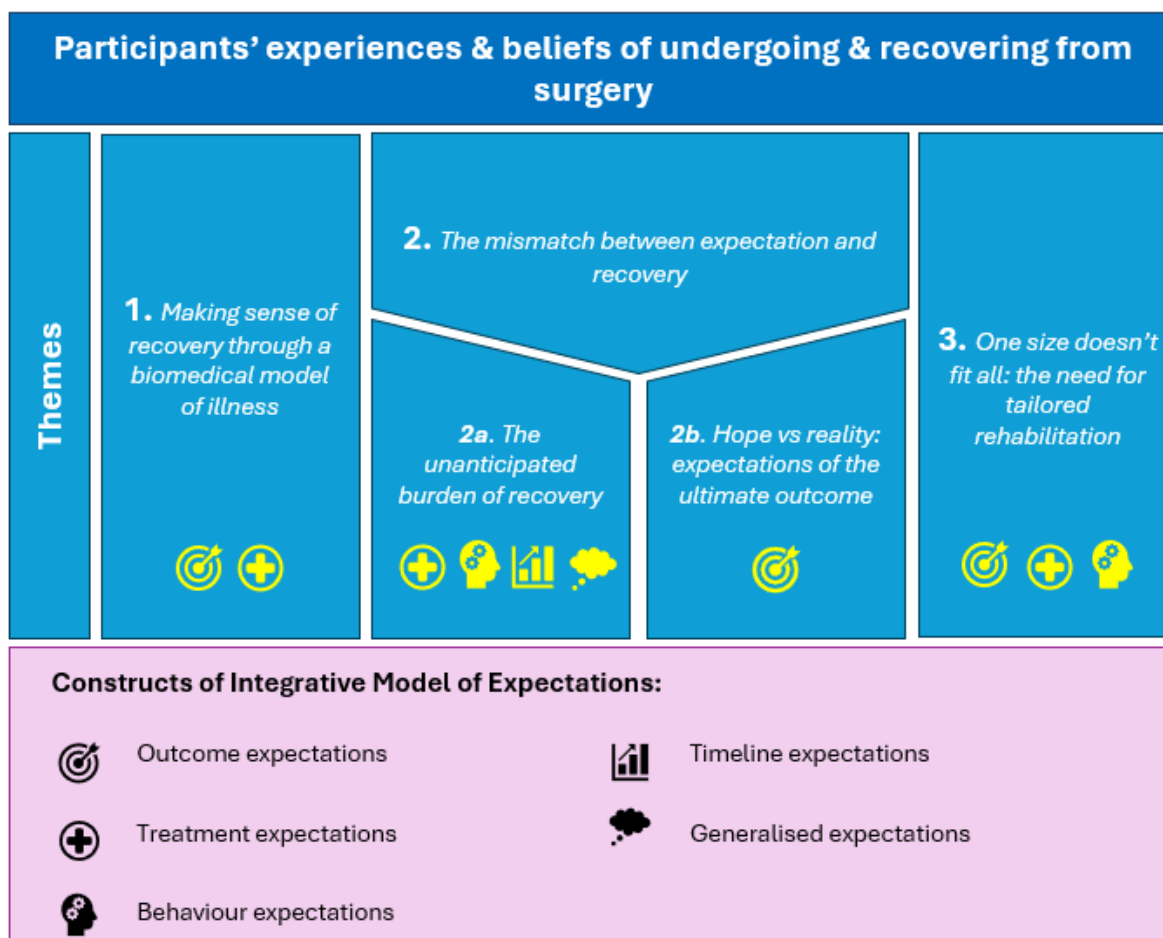 Participants’ experiences & beliefs of undergoing & recovering from
surgery
Themes
1. Making sense of
recovery through a
biomedical model
of illness
2. The mismatch between expectation and
recovery
2a. The
unanticipated
burden of recovery
2b. Hope vs reality:
expectations of the
ultimate outcome
3. One size doesn’t
fit all: the need for
tailored
rehabilitation
Constructs of Integrative Model of Expectations:
Outcome expectations
Treatment expectations
Behaviour expectations
Timeline expectations
Generalised expectations